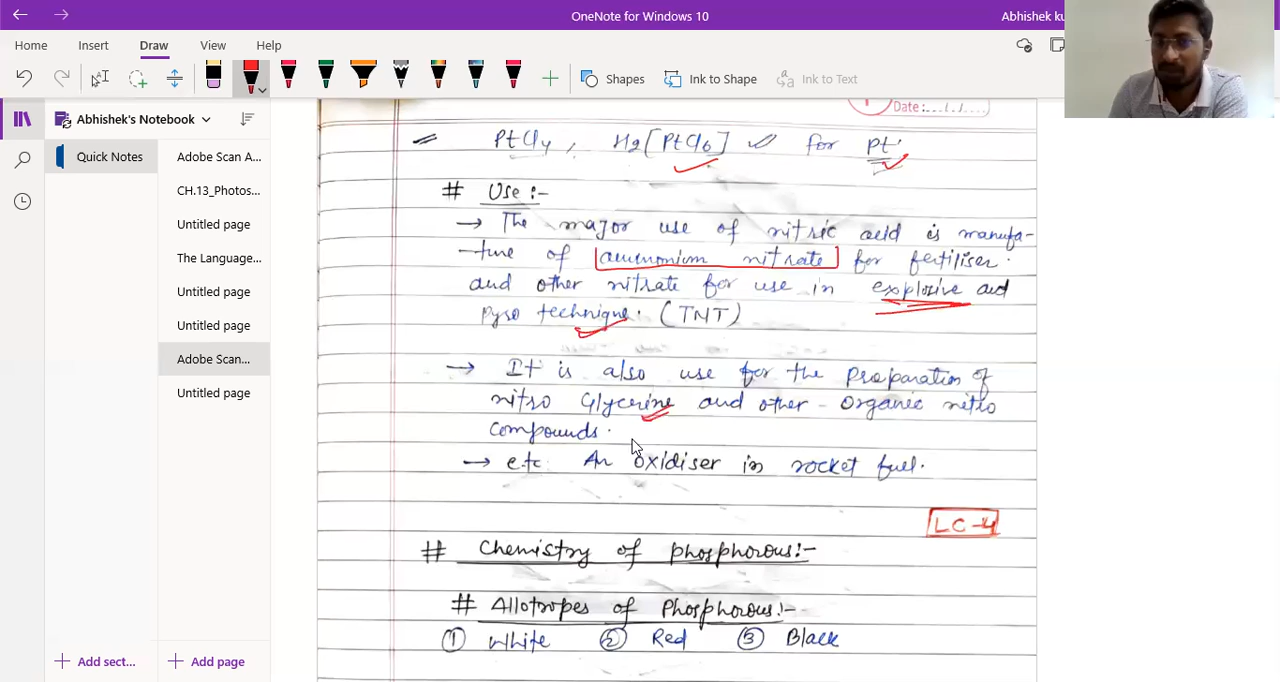 OneNote for Windows 10
Abhishek ku
Home Insert Draw View Help
Shapes Ink to Shape Ink to Text
Abhishek's Notebook
Quick Notes
Adobe Scan A...
CH.13_Photos...
Untitled page
The Language...
Untitled page
Untitled page
Adobe Scan...
Untitled page
Add sect...
Add page
Date:.../../...
PtCl4, H2[PtCl6] for Pt.
# Use :-
→ The major use of nitric acid is manufa-
-ture of ammonium nitrate for fertiliser.
and other nitrate for use in explosive and
Pyro technique. (TNT)
→ It is also use for the Preparation of
nitro Glycerine and other - Organic nitro
Compounds.
→ etc. An oxidiser in rocket fuel.
LC-4
# Chemistry of phosphorous:-
# Allotropes of Phosphorous:-
① White ② Red ③ Black